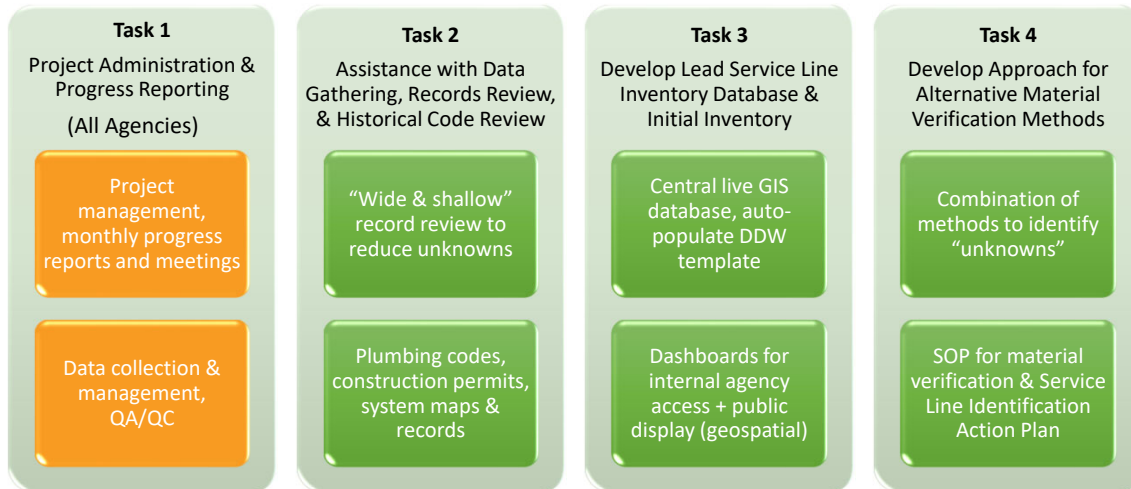 Task 1
Project Administration &
Progress Reporting
(All Agencies)
Project
management,
monthly progress
reports and meetings
Data collection &
management,
QA/QC
Task 2
Assistance with Data
Gathering, Records Review,
& Historical Code Review
“Wide & shallow”
record review to
reduce unknowns
Plumbing codes,
construction permits,
system maps &
records
Task 3
Develop Lead Service Line
Inventory Database &
Initial Inventory
Central live GIS
database, auto-
populate DDW
template
Dashboards for
internal agency
access + public
display (geospatial)
Task 4
Develop Approach for
Alternative Material
Verification Methods
Combination of
methods to identify
“unknowns”
SOP for material
verification & Service
Line Identification
Action Plan